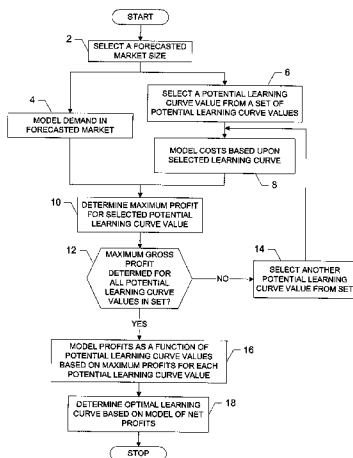 START
2
SELECT A FORECASTED
MARKET SIZE
4
6
MODEL DEMAND IN
FORECASTED MARKET
SELECT A POTENTIAL LEARNING
CURVE VALUE FROM A SET OF
POTENTIAL LEARNING CURVE VALUES
MODEL COSTS BASED UPON
SELECTED LEARNING CURVE
8
10
DETERMINE MAXIMUM PROFIT
FOR SELECTED POTENTIAL
LEARNING CURVE VALUE
12
MAXIMUM GROSS
PROFIT
DETERMED FOR
ALL POTENTIAL
LEARNING CURVE
VALUES IN SET?
NO
14
SELECT ANOTHER
POTENTIAL LEARNING
CURVE VALUE FROM SET
YES
MODEL PROFITS AS A FUNCTION OF
POTENTIAL LEARNING CURVE VALUES
BASED ON MAXIMUM PROFITS FOR EACH
POTENTIAL LEARNING CURVE VALUE
16
DETERMINE OPTIMAL LEARNING
CURVE BASED ON MODEL OF NET
PROFITS
18
STOP